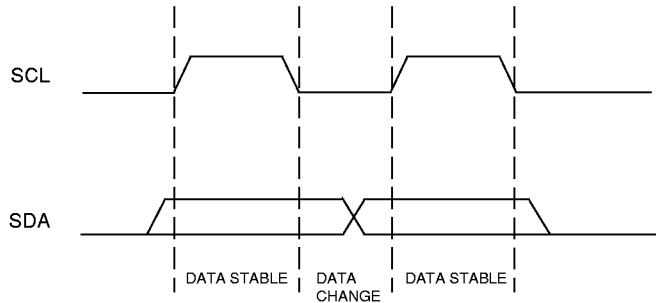 SCL
SDA
DATA STABLE
DATA
CHANGE
DATA STABLE